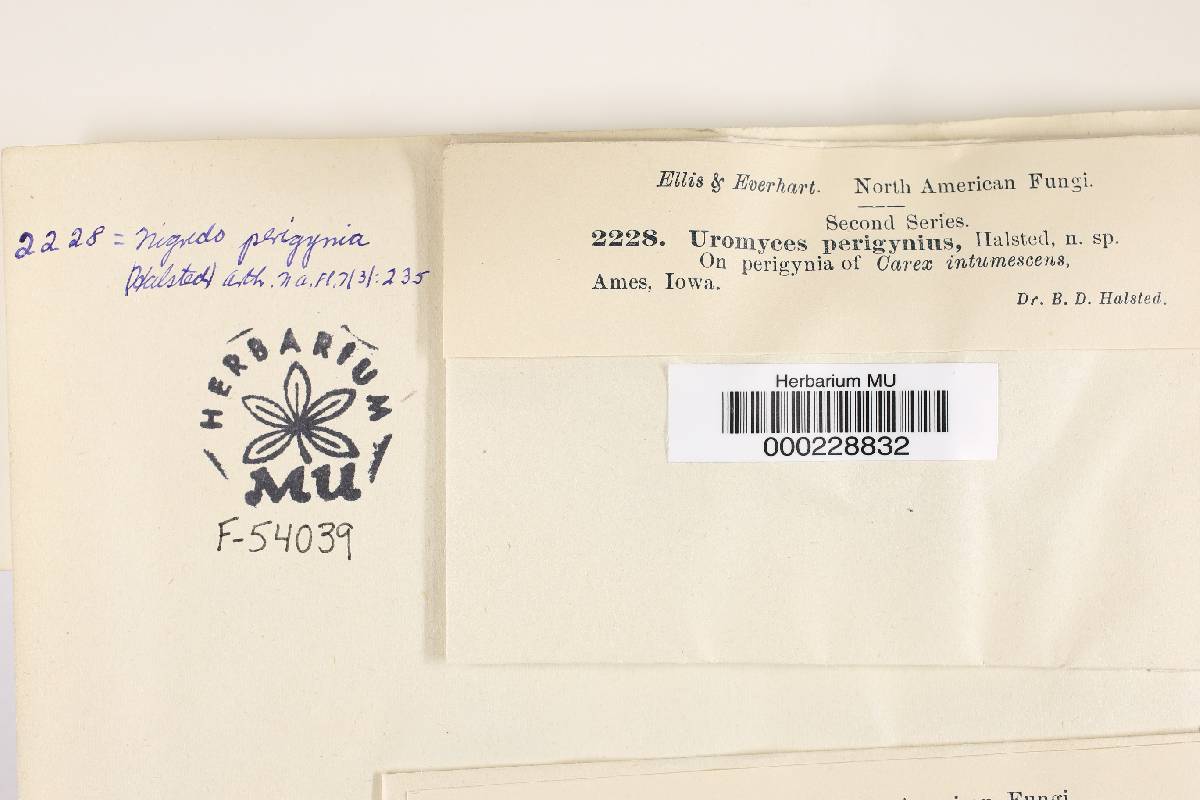 2228 = Nigredo perigynia
(Halsted) Arth. N.a. Fl. 7(3): 235
HERBARIUM
MU
F-54039
Ellis & Everhart. North American Fungi.
Second Series.
2228. Uromyces perigynius, Halsted, n. sp.
On perigynia of Carex intumescens,
Ames, Iowa.
Dr. B. D. Halsted.
Herbarium MU
000228832
Fungi